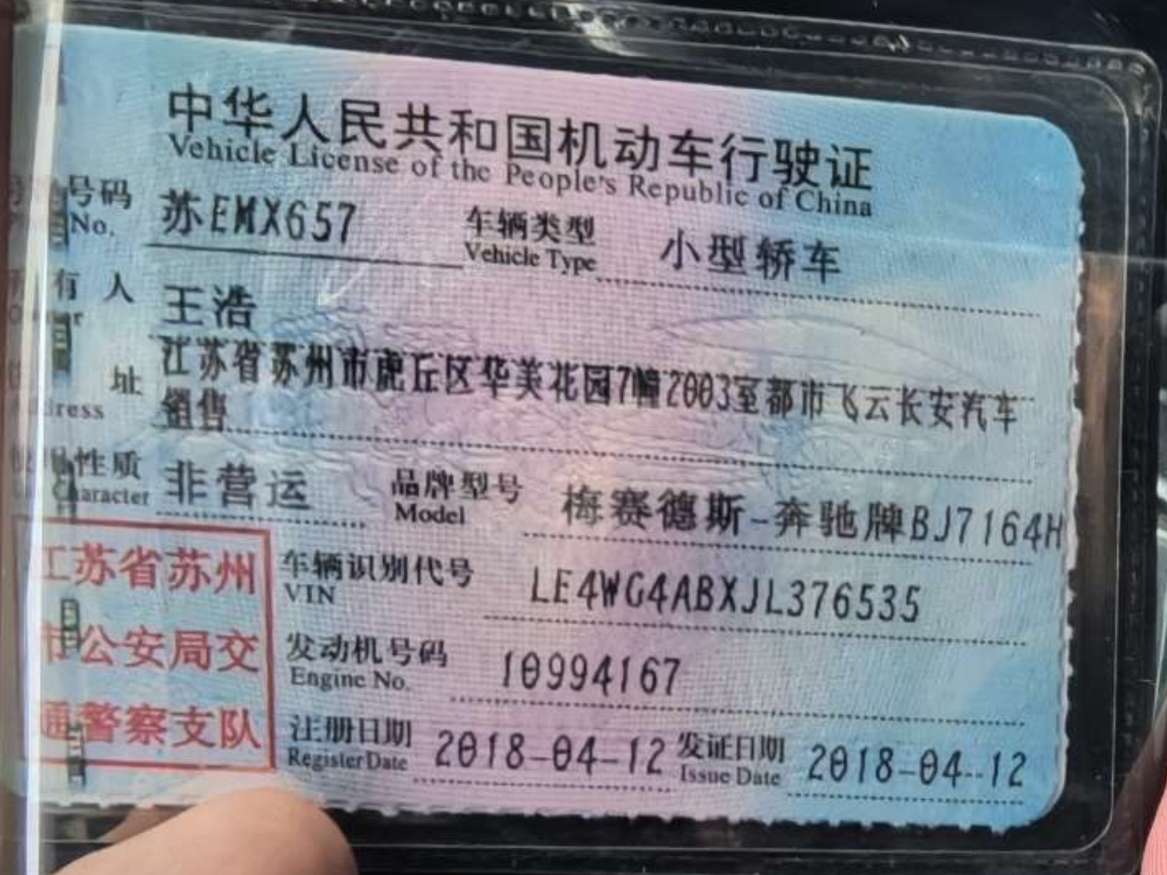 中华人民共和国机动车行驶证
Vehicle License of the People's Republic of China
号码 苏EMX657 车辆类型 小型轿车
No. Vehicle Type
有 人 王浩
址 江苏省苏州市虎丘区华美花园7幢2003至都市飞云长安汽车
销售
性质 非营运 品牌型号 梅赛德斯-奔驰牌BJ7164H
Character Model
江苏省苏州 车辆识别代号 LE4WG4ABXJL376535
VIN
市公安局交 发动机号码 10994167
Engine No.
通警察支队 注册日期 2018-04-12 发证日期 2018-04-12
Register Date Issue Date